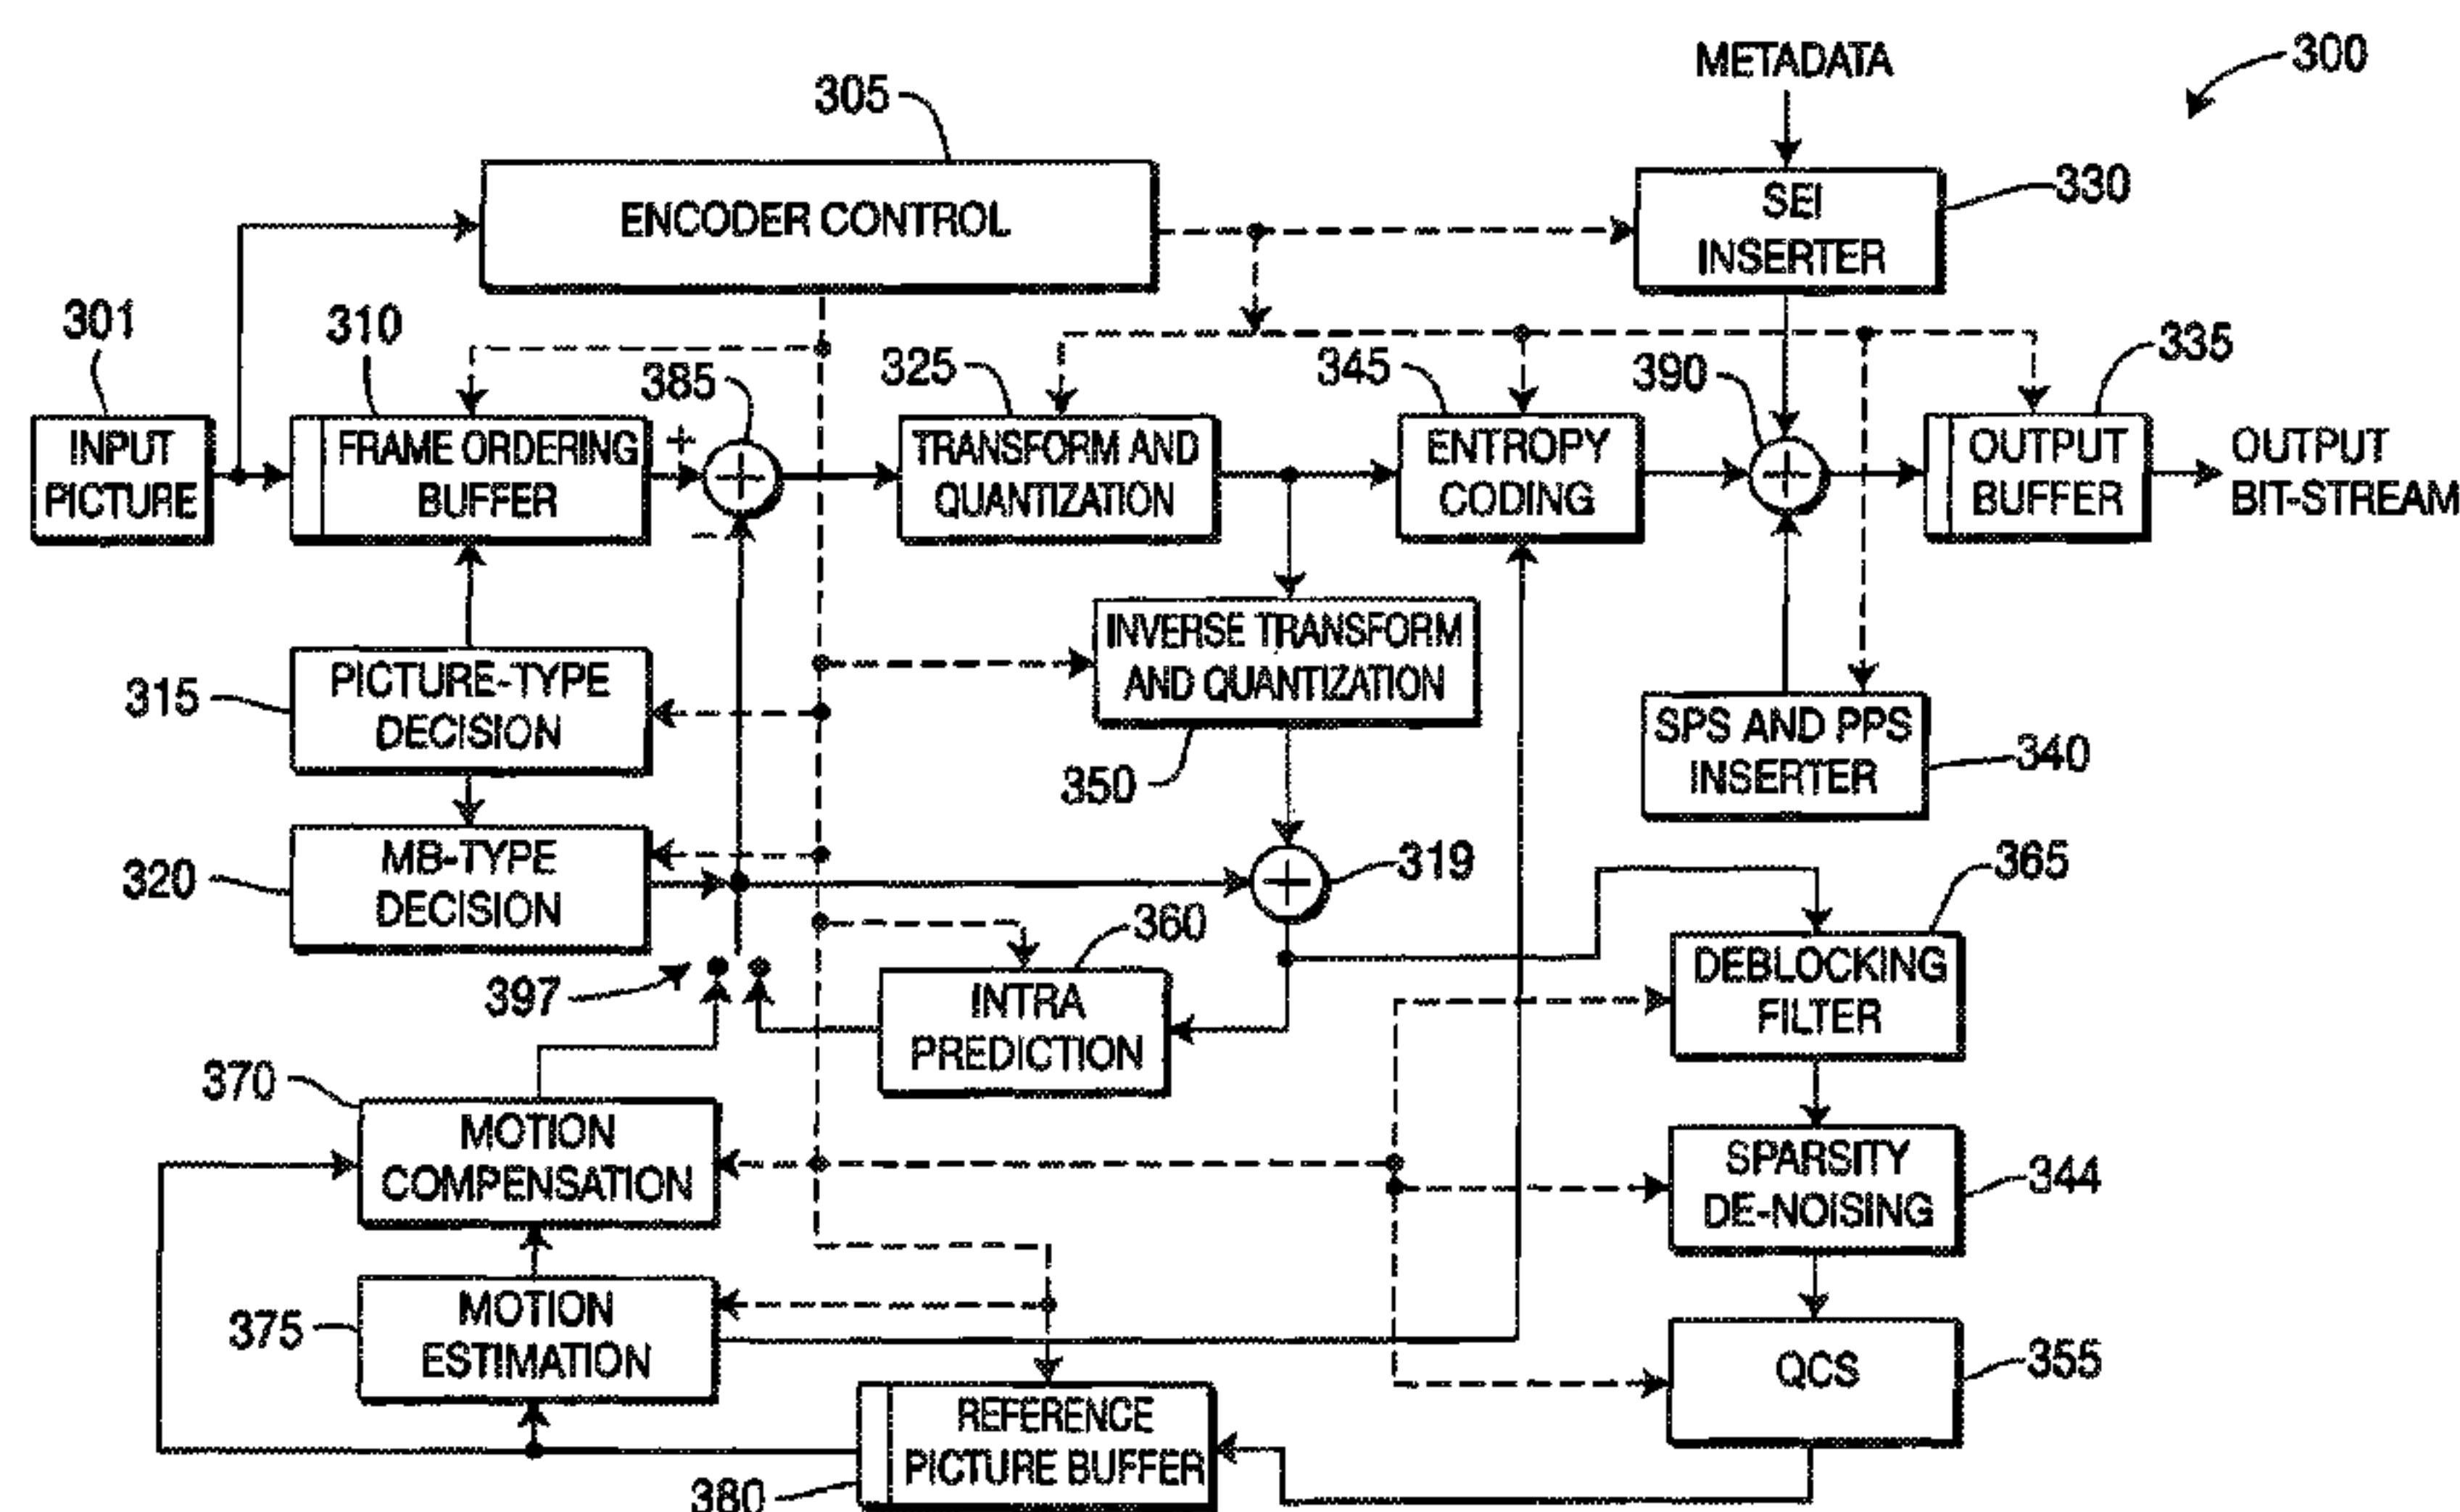 METADATA
300
305
ENCODER CONTROL
SEI
INSERTER
330
301
310
385
325
345
390
335
INPUT
PICTURE
FRAME ORDERING
BUFFER
+
-
+
TRANSFORM AND
QUANTIZATION
ENTROPY
CODING
+
OUTPUT
BUFFER
OUTPUT
BIT-STREAM
315
PICTURE-TYPE
DECISION
INVERSE TRANSFORM
AND QUANTIZATION
350
SPS AND PPS
INSERTER
340
320
MB-TYPE
DECISION
+
319
365
397
360
INTRA
PREDICTION
DEBLOCKING
FILTER
370
MOTION
COMPENSATION
SPARSITY
DE-NOISING
344
375
MOTION
ESTIMATION
QCS
355
REFERENCE
PICTURE BUFFER
380